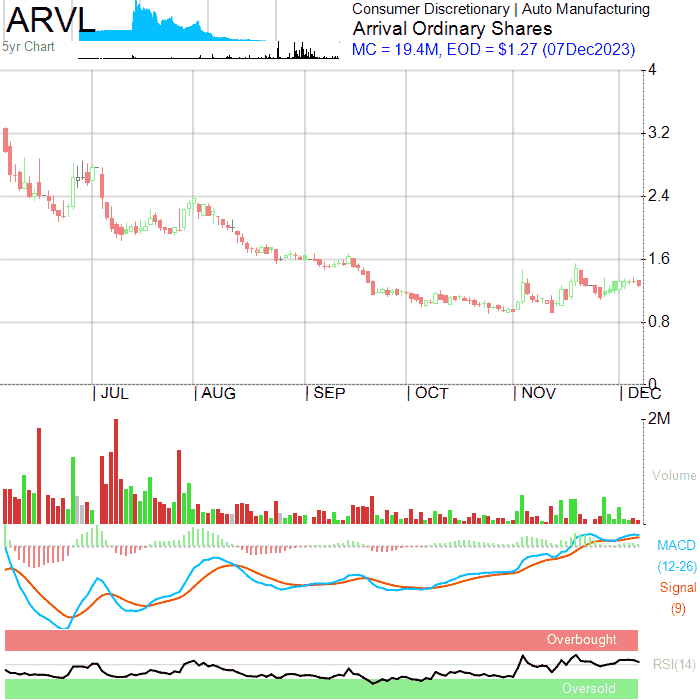 ARVL
5yr Chart
Consumer Discretionary | Auto Manufacturing
Arrival Ordinary Shares
MC = 19.4M, EOD = $1.27 (07Dec2023)
4
3.2
2.4
1.6
0.8
0
| JUL | AUG | SEP | OCT | NOV | DEC
2M
Volume
MACD
(12-26)
Signal
(9)
Overbought
RSI(14)
Oversold